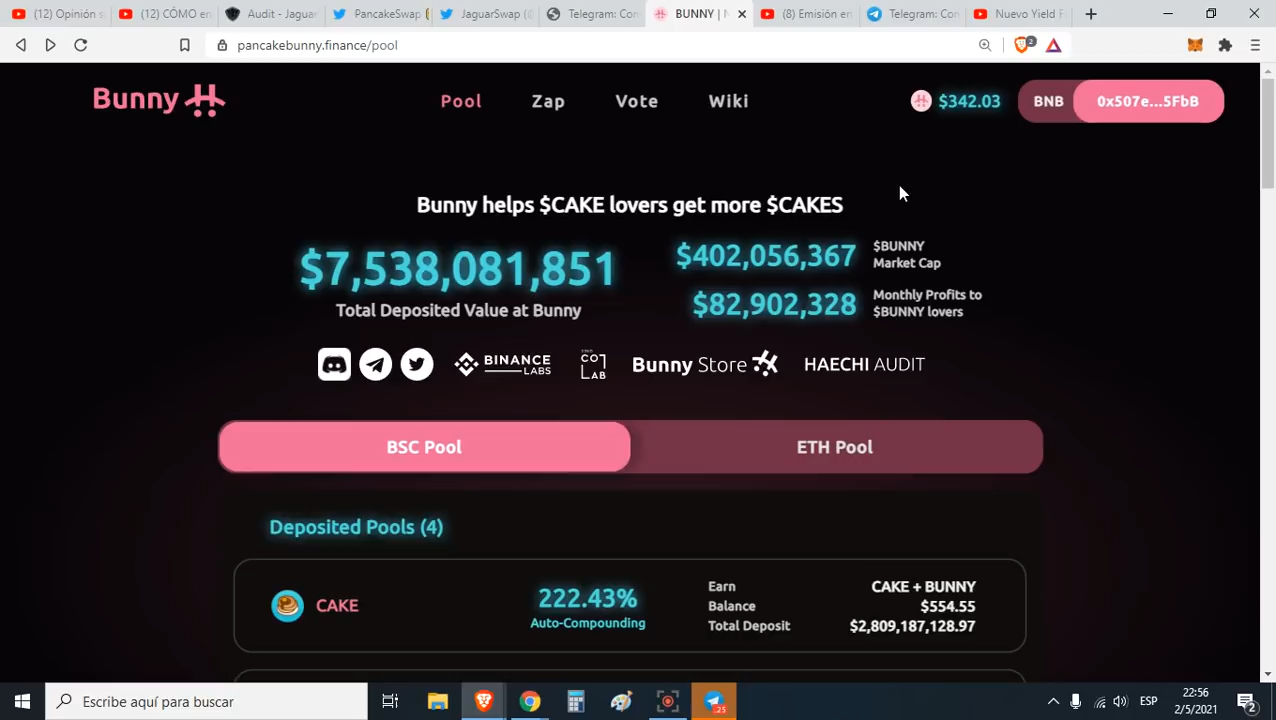 (12) Opinión s
(12) CÓMO en
Audit - Jaguar
PancakeSwap (
JaguarSwap (@
Telegram: Con
BUNNY | N
(8) Emisión en
Telegram: Con
Nuevo Yield F
pancakebunny.finance/pool
2
Bunny
Pool
Zap
Vote
Wiki
$342.03
BNB
0x507e...5FbB
Bunny helps $CAKE lovers get more $CAKES
$7,538,081,851
Total Deposited Value at Bunny
$402,056,367
$BUNNY
Market Cap
$82,902,328
Monthly Profits to
$BUNNY lovers
BINANCE
LABS
CO
LAB
Bunny Store
HAECHI AUDIT
BSC Pool
ETH Pool
Deposited Pools (4)
CAKE
222.43%
Auto-Compounding
Earn
CAKE + BUNNY
Balance
$554.55
Total Deposit
$2,809,187,128.97
Escribe aquí para buscar
25
ESP
22:56
2/5/2021
2